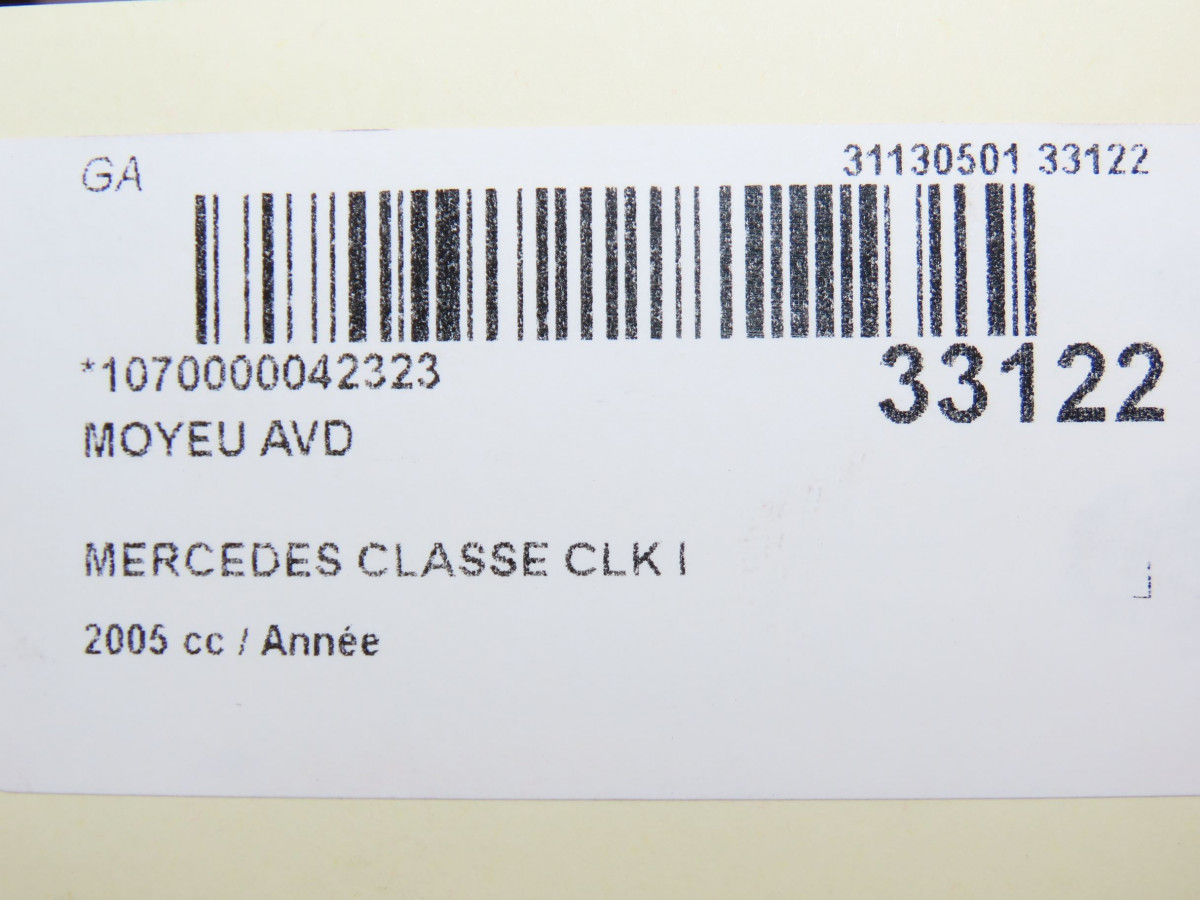 GA
31130501 33122
*1070000042323
33122
MOYEU AVD
MERCEDES CLASSE CLK I
2005 cc / Année